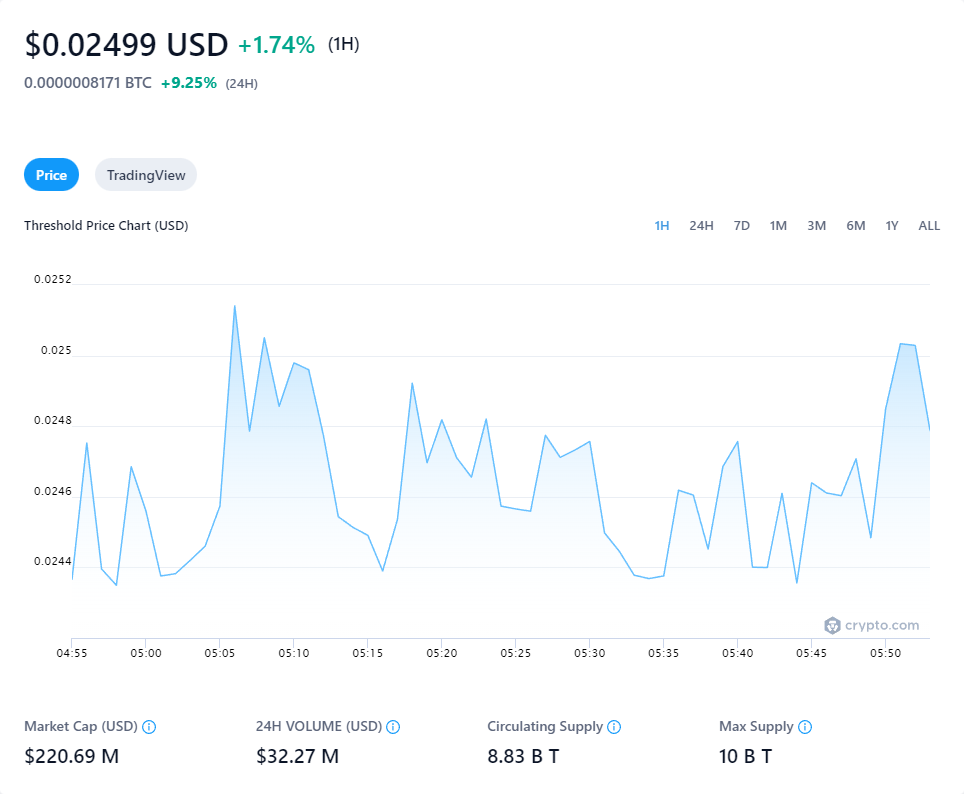 $0.02499 USD +1.74% (1H)
0.0000008171 BTC +9.25% (24H)
Price TradingView
Threshold Price Chart (USD) 1H 24H 7D 1M 3M 6M 1Y ALL
0.0252
0.025
0.0248
0.0246
0.0244
crypto.com
04:55 05:00 05:05 05:10 05:15 05:20 05:25 05:30 05:35 05:40 05:45 05:50
Market Cap (USD) 24H VOLUME (USD) Circulating Supply Max Supply
$220.69 M $32.27 M 8.83 B T 10 B T